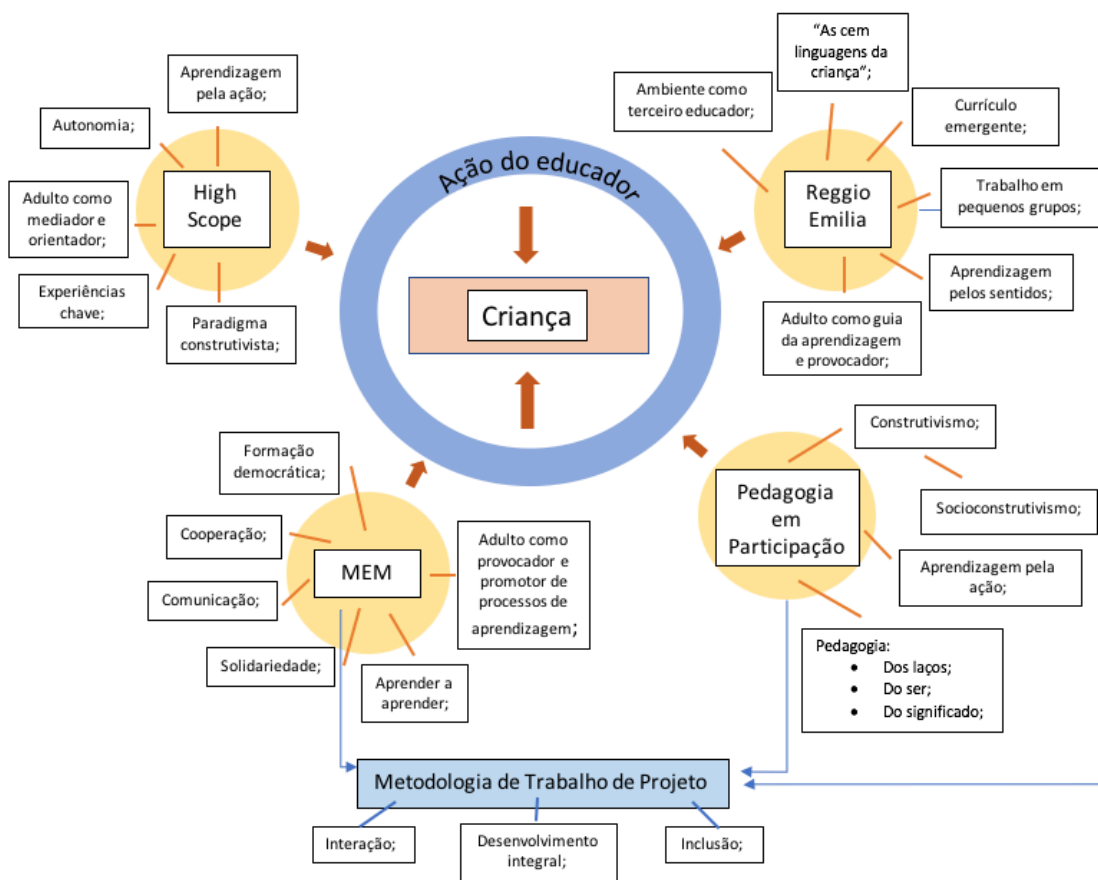 Aprendizagem
pela ação;
Autonomia;
High
Scope
Adulto como
mediador e
orientador;
Experiências
chave;
Paradigma
construtivista;
Ação do educador
Criança
"As cem
linguagens da
criança";
Ambiente como
terceiro educador;
Currículo
emergente;
Reggio
Emilia
Trabalho em
pequenos grupos;
Aprendizagem
pelos sentidos;
Adulto como guia
da aprendizagem
e provocador;
Formação
democrática;
Cooperação;
MEM
Comunicação;
Adulto como
provocador e
promotor de
processos de
aprendizagem;
Solidariedade;
Aprender a
aprender;
Construtivismo;
Pedagogia
em
Participação
Socioconstrutivismo;
Aprendizagem pela
ação;
Pedagogia:
• Dos laços;
• Do ser;
• Do significado;
Metodologia de Trabalho de Projeto
Interação;
Desenvolvimento
integral;
Inclusão;